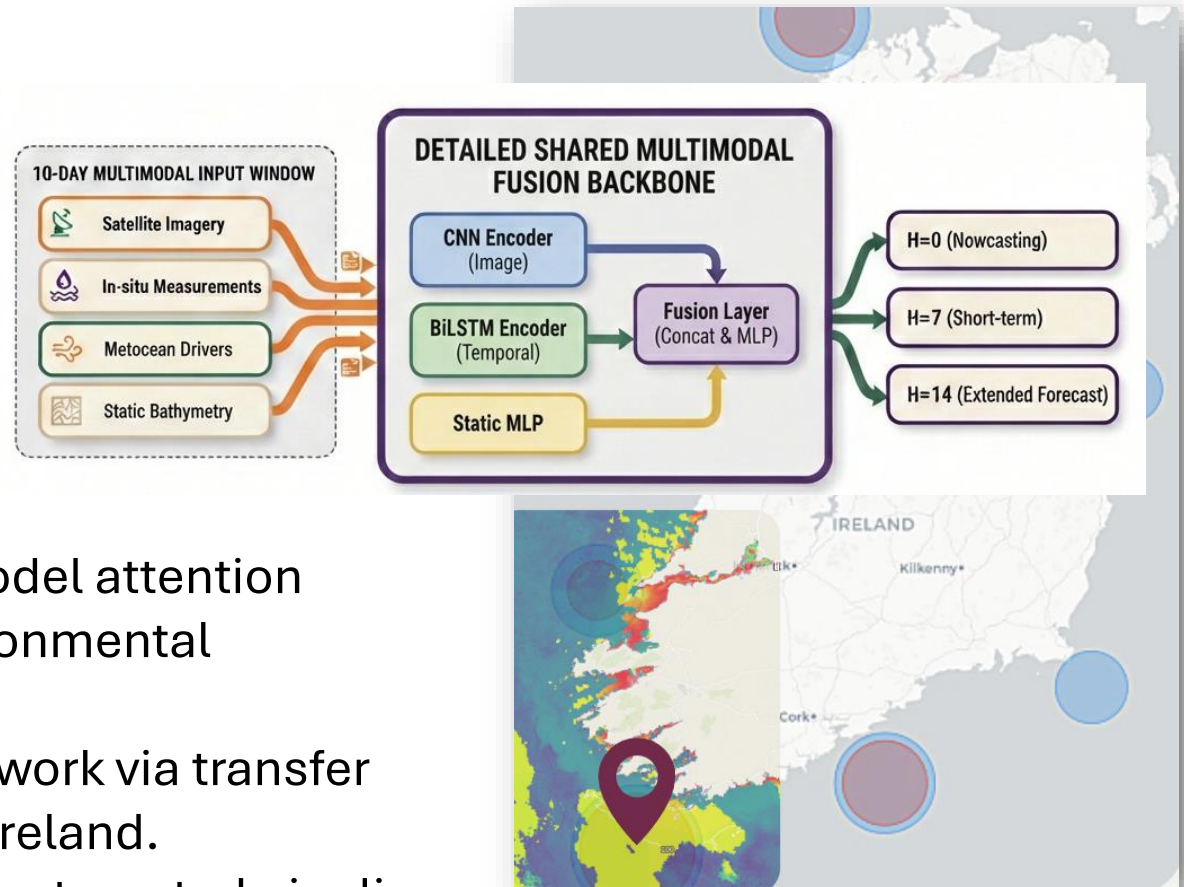 10-DAY MULTIMODAL INPUT WINDOW
Satellite Imagery
In-situ Measurements
Metocean Drivers
Static Bathymetry
DETAILED SHARED MULTIMODAL
FUSION BACKBONE
CNN Encoder
(Image)
BiLSTM Encoder
(Temporal)
Static MLP
Fusion Layer
(Concat & MLP)
H=0 (Nowcasting)
H=7 (Short-term)
H=14 (Extended Forecast)
IRELAND
Kilkenny
Cork
odel attention
onmental
work via transfer
reland.